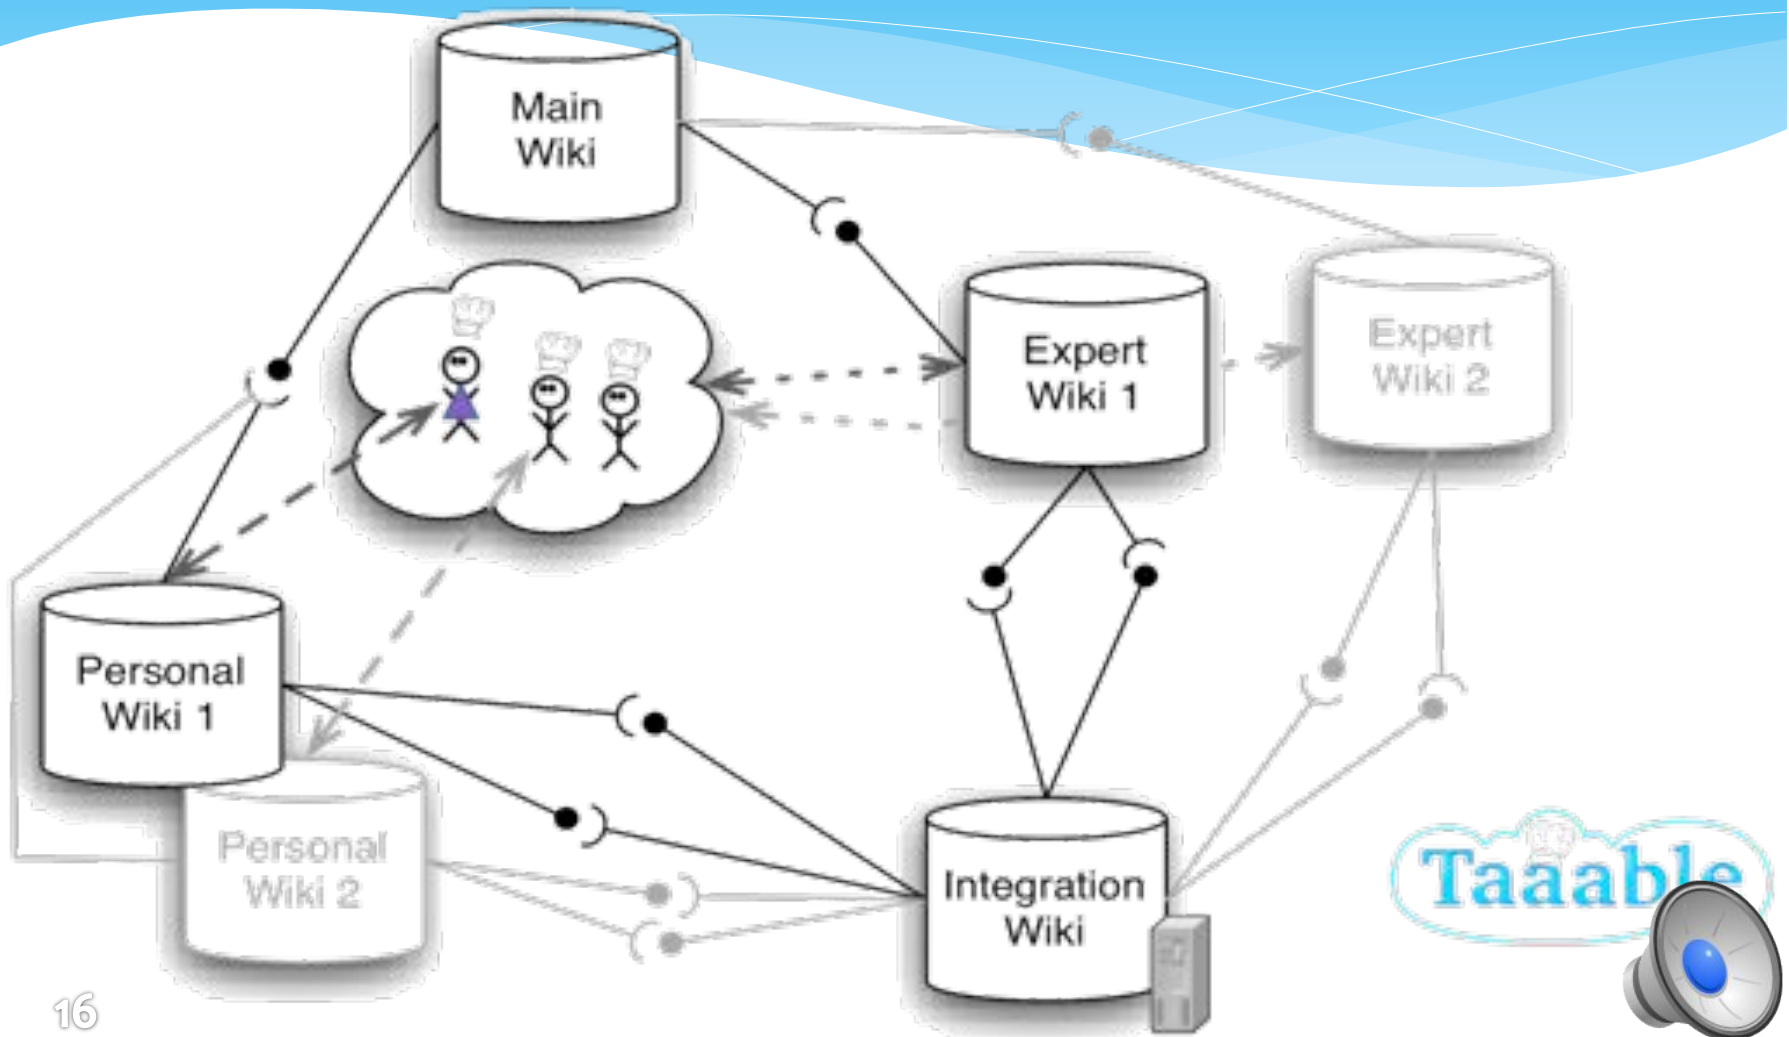 Main
Wiki
Expert
Wiki 1
Expert
Wiki 2
Personal
Wiki 1
Personal
Wiki 2
Integration
Wiki
Taaable
16